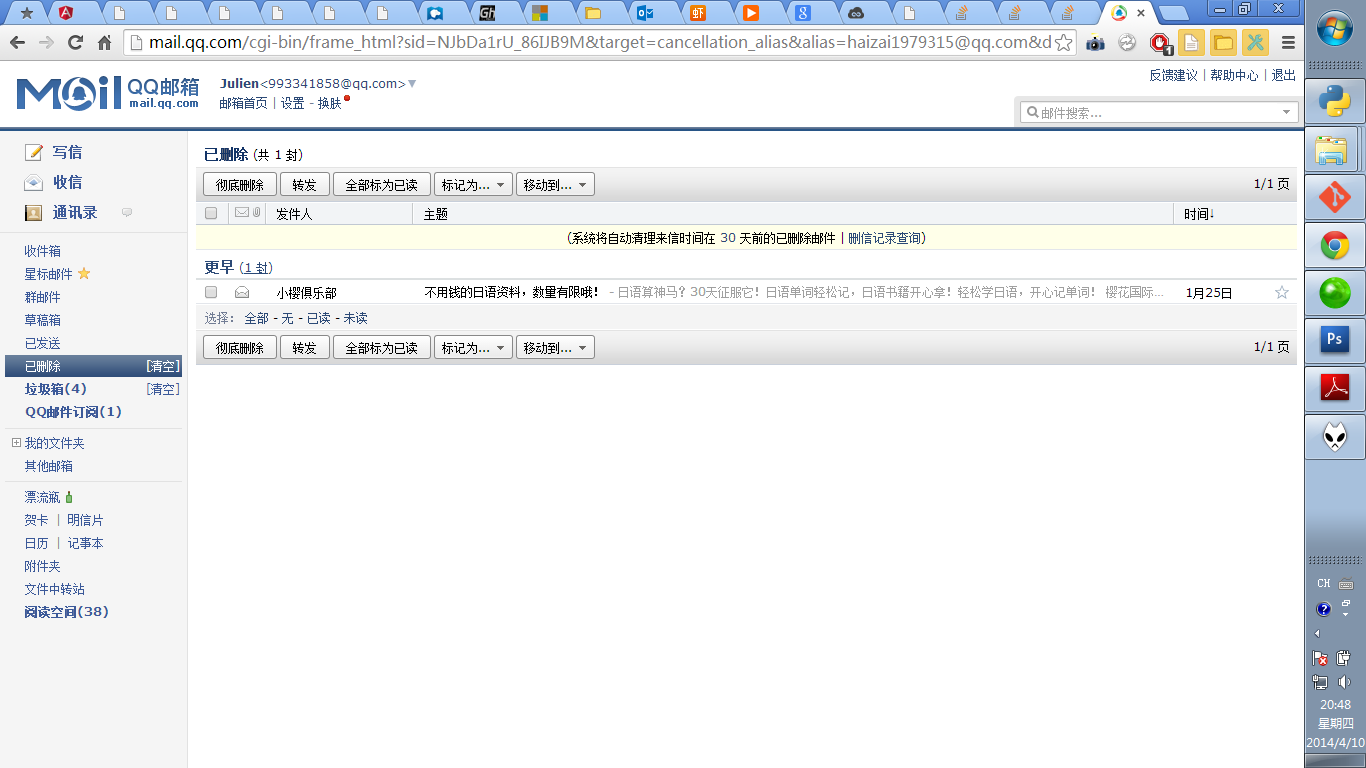 mail.qq.com/cgi-bin/frame_html?sid=NJbDa1rU_86IJB9M&target=cancellation_alias&alias=haizai1979315@qq.com&d
1
MOil QQ邮箱
mail.qq.com
Julien<993341858@qq.com>
邮箱首页 | 设置 - 换肤
反馈建议 | 帮助中心 | 退出
邮件搜索...
写信
收信
通讯录
收件箱
星标邮件
群邮件
草稿箱
已发送
已删除 [清空]
垃圾箱(4) [清空]
QQ邮件订阅(1)
我的文件夹
其他邮箱
漂流瓶
贺卡 | 明信片
日历 | 记事本
附件夹
文件中转站
阅读空间(38)
已删除 (共 1 封)
彻底删除 转发 全部标为已读 标记为... 移动到... 1/1 页
发件人 主题 时间↓
(系统将自动清理来信时间在 30 天前的已删除邮件 | 删信记录查询)
更早 (1 封)
小樱俱乐部 不用钱的日语资料，数量有限哦！ - 日语算神马？30天征服它！日语单词轻松记，日语书籍开心拿！轻松学日语，开心记单词！ 樱花国际... 1月25日
选择： 全部 - 无 - 已读 - 未读
彻底删除 转发 全部标为已读 标记为... 移动到... 1/1 页
Gh
虾
8
Ps
CH
20:48
星期四
2014/4/10